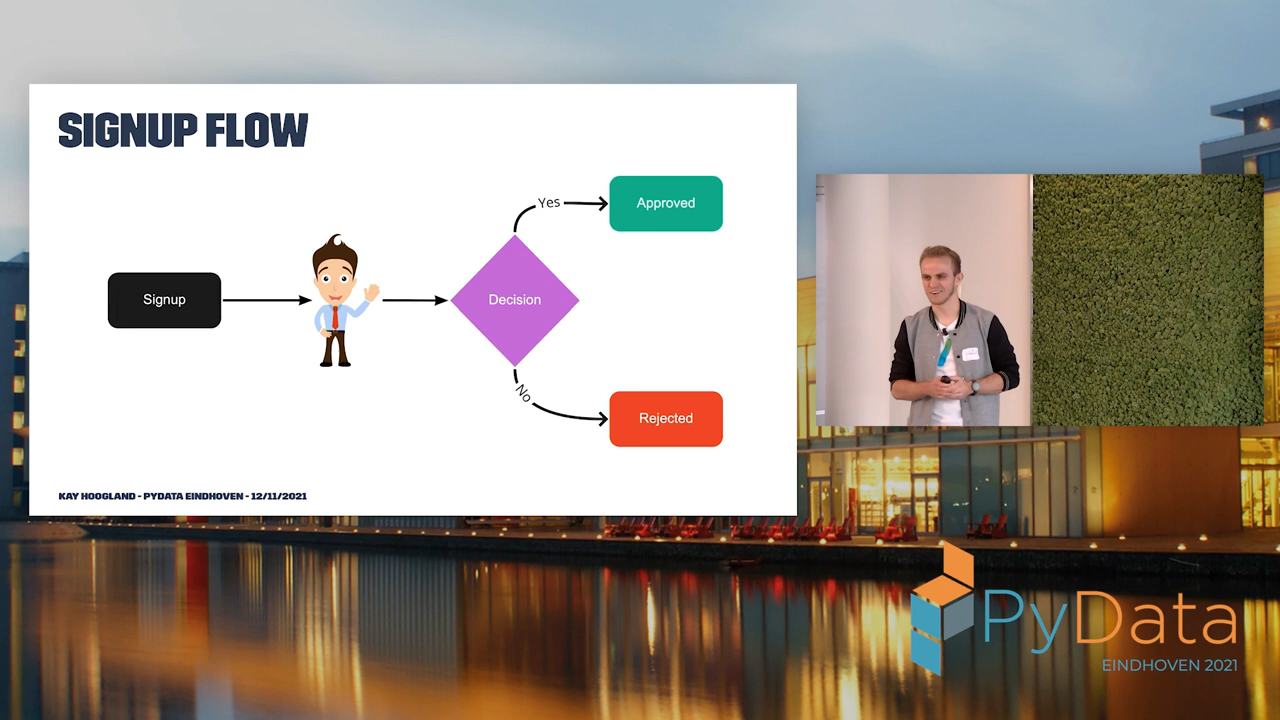 SIGNUP FLOW
Yes
Approved
Signup
Decision
No
Rejected
KAY HOOGLAND - PYDATA EINDHOVEN - 12/11/2021
PyData
EINDHOVEN 2021